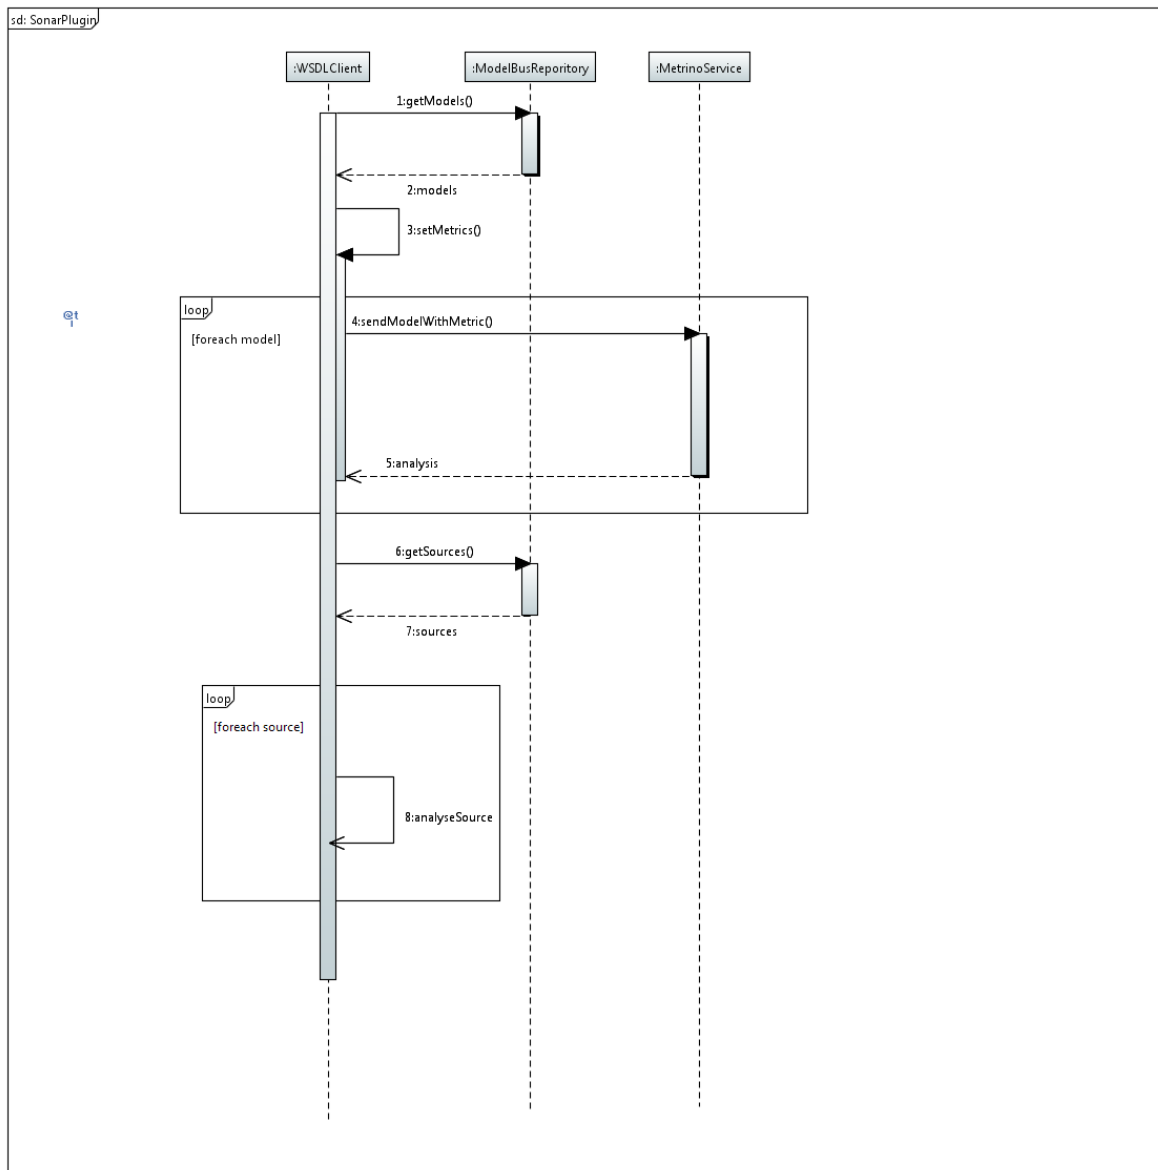 sd: SonarPlugin
:WSDLClient
:ModelBusReporitory
:MetrinoService
1:getModels()
2:models
3:setMetrics()
loop
[foreach model]
4:sendModelWithMetric()
5:analysis
6:getSources()
7:sources
loop
[foreach source]
8:analyseSource